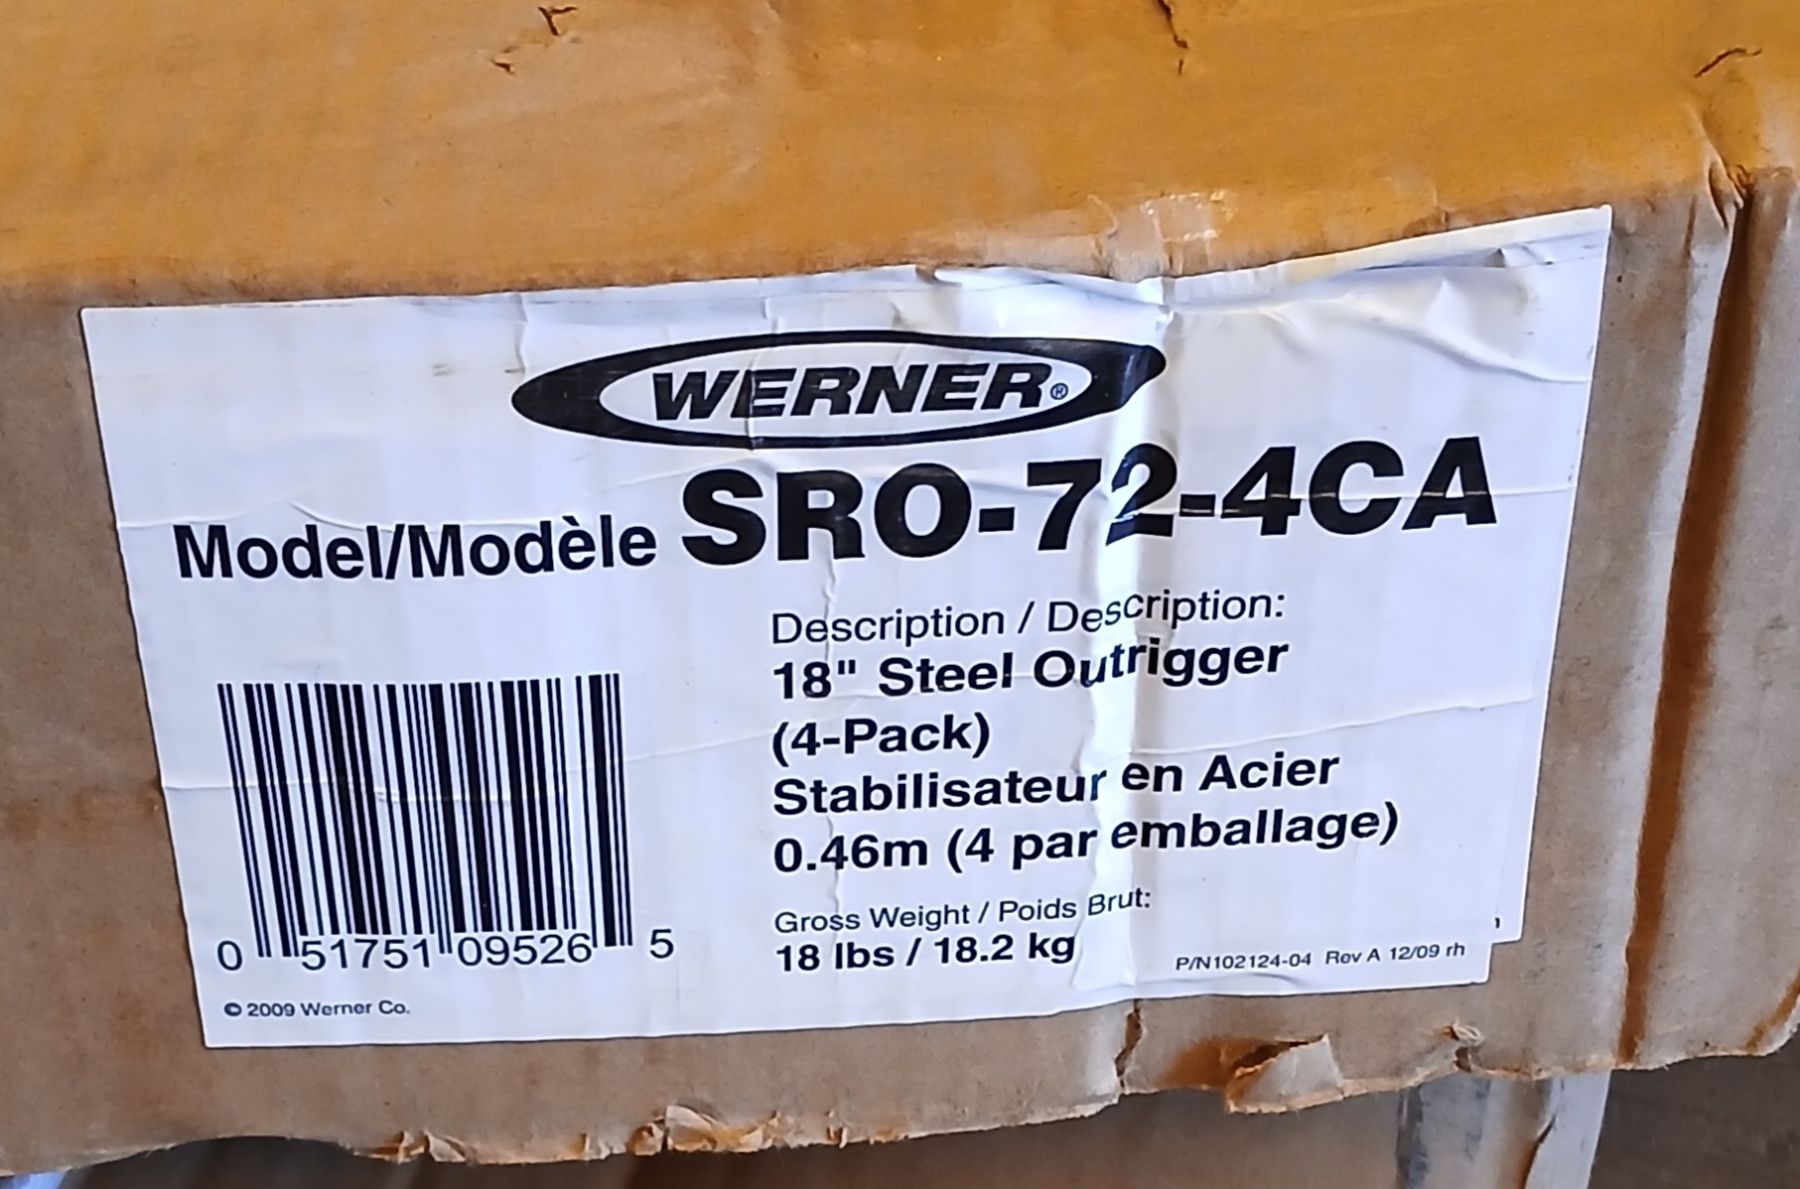 WERNER®
Model/Modèle SRO-72-4CA
Description / Description:
18" Steel Outrigger
(4-Pack)
Stabilisateur en Acier
0.46m (4 par emballage)
Gross Weight / Poids Brut:
18 lbs / 18.2 kg
P/N102124-04 Rev A 12/09 rh
0 51751 09526 5
© 2009 Werner Co.